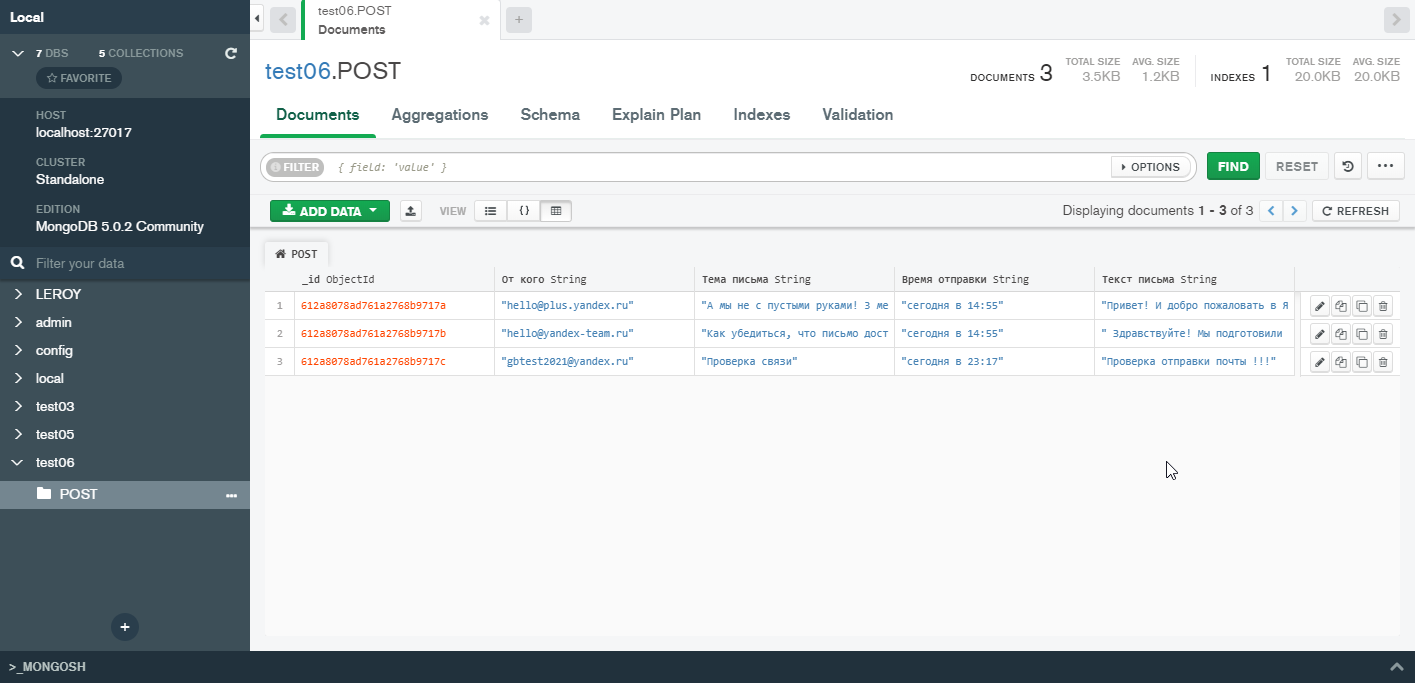 Local
7 DBS 5 COLLECTIONS
FAVORITE
HOST
localhost:27017
CLUSTER
Standalone
EDITION
MongoDB 5.0.2 Community
Filter your data
LEROY
admin
config
local
test03
test05
test06
POST
>_MONGOSH
test06.POST
Documents
test06.POST
DOCUMENTS 3 TOTAL SIZE 3.5KB AVG. SIZE 1.2KB INDEXES 1 TOTAL SIZE 20.0KB AVG. SIZE 20.0KB
Documents Aggregations Schema Explain Plan Indexes Validation
FILTER { field: 'value' } OPTIONS FIND RESET
ADD DATA VIEW {} Displaying documents 1 - 3 of 3 REFRESH
POST
_id ObjectId От кого String Тема письма String Время отправки String Текст письма String
1 612a8078ad761a2768b9717a "hello@plus.yandex.ru" "А мы не с пустыми руками! 3 ме "сегодня в 14:55" "Привет! И добро пожаловать в Я
2 612a8078ad761a2768b9717b "hello@yandex-team.ru" "Как убедиться, что письмо дост "сегодня в 14:55" " Здравствуйте! Мы подготовили
3 612a8078ad761a2768b9717c "gbtest2021@yandex.ru" "Проверка связи" "сегодня в 23:17" "Проверка отправки почты !!!"